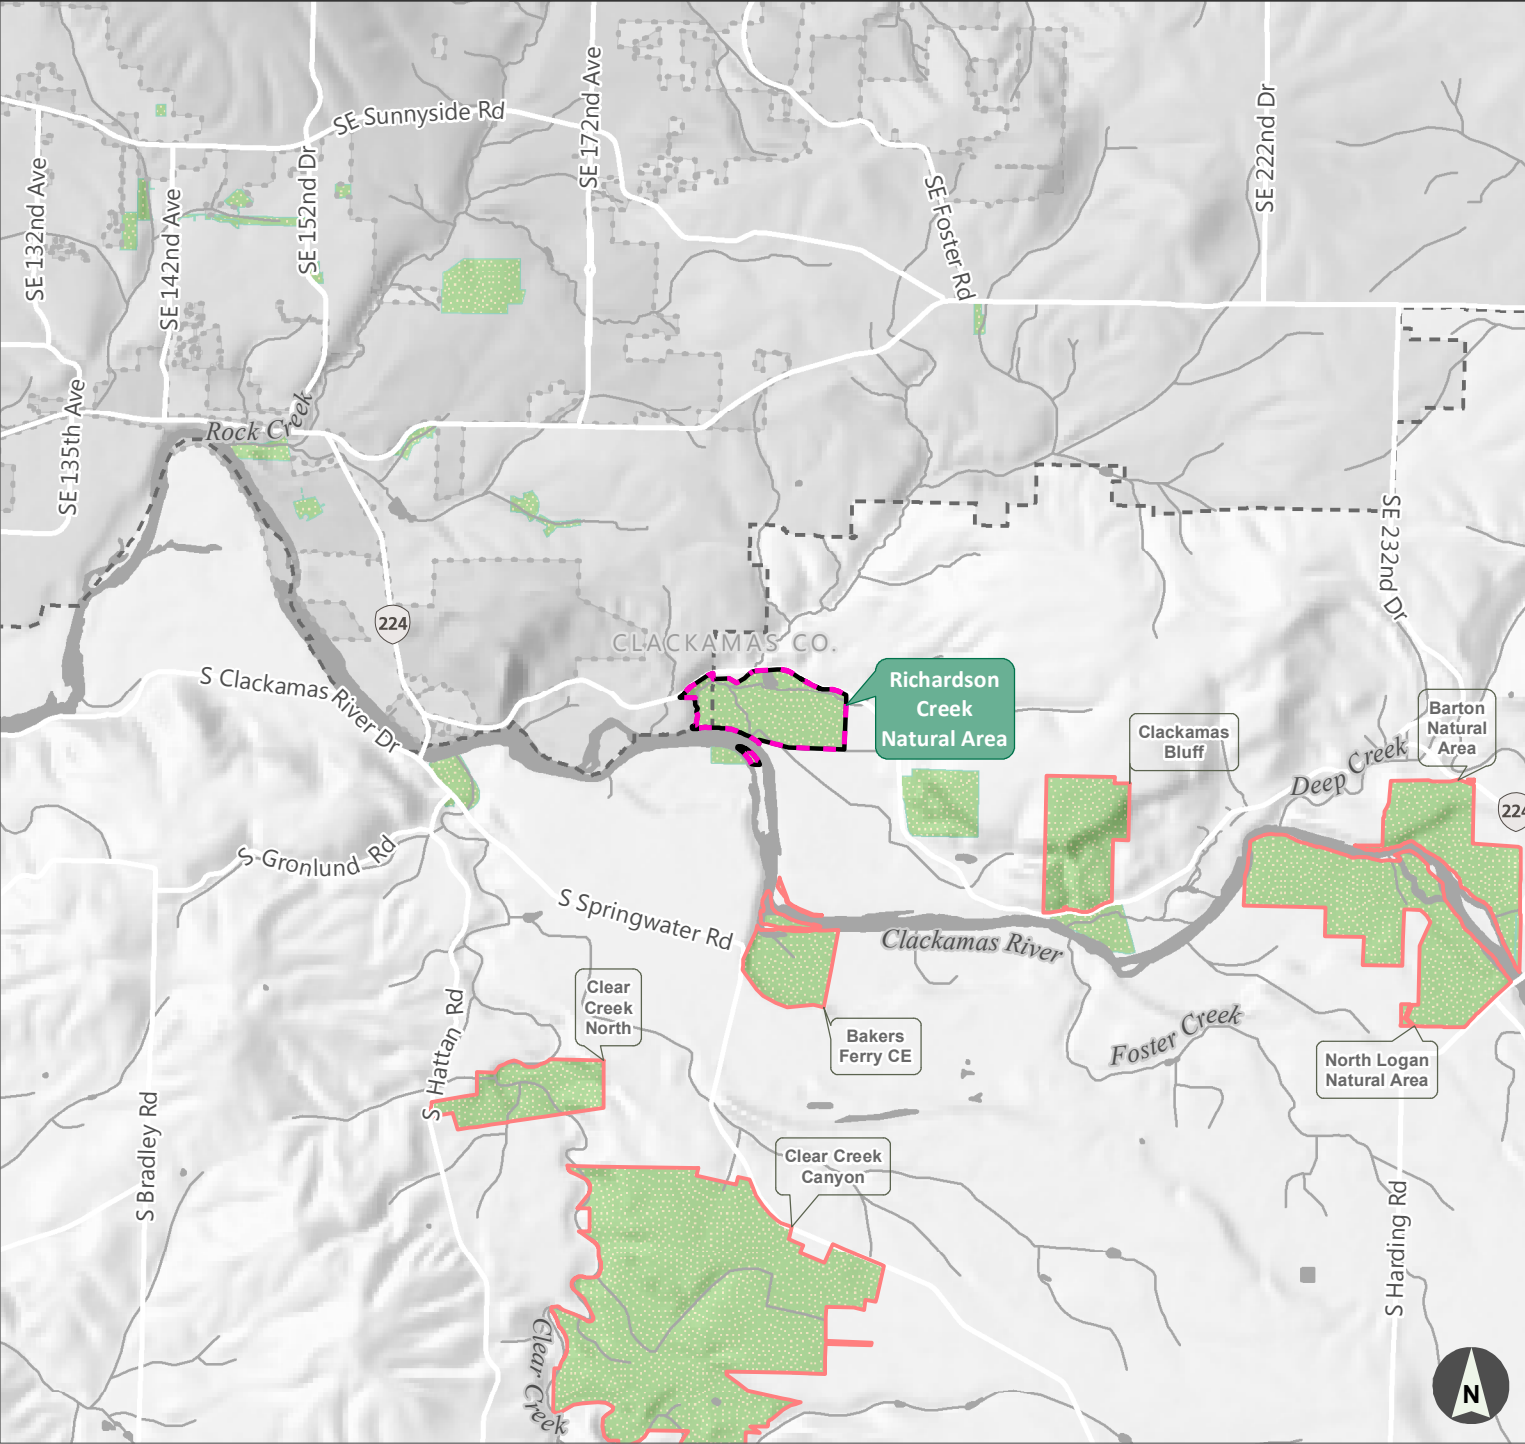 SE Sunnyside Rd
SE 172nd Ave
SE 222nd Dr
SE 132nd Ave
SE 142nd Ave
SE 152nd Dr
SE Foster Rd
SE 135th Ave
Rock Creek
SE 232nd Dr
224
CLACKAMAS CO.
S Clackamas River Dr
Richardson
Creek
Natural Area
Clackamas
Bluff
Barton
Natural
Area
Deep Creek
224
S Gronlund Rd
S Springwater Rd
Clackamas River
Clear
Creek
North
S Hattan Rd
Bakers
Ferry CE
Foster Creek
North Logan
Natural Area
S Bradley Rd
Clear Creek
Canyon
S Harding Rd
Clear Creek
N